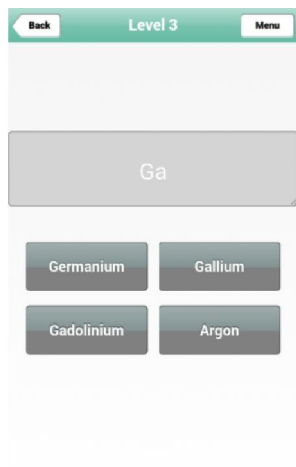 Back Level 3 Menu
Ga
Germanium Gallium
Gadolinium Argon